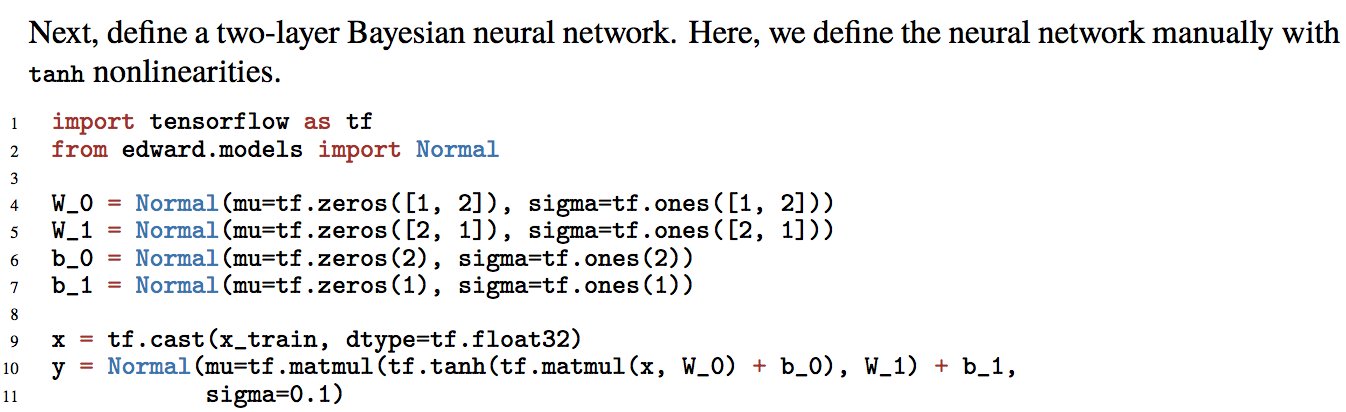 Next, define a two-layer Bayesian neural network. Here, we define the neural network manually with
tanh nonlinearities.
1 import tensorflow as tf
2 from edward.models import Normal
3
4 W_0 = Normal(mu=tf.zeros([1, 2]), sigma=tf.ones([1, 2]))
5 W_1 = Normal(mu=tf.zeros([2, 1]), sigma=tf.ones([2, 1]))
6 b_0 = Normal(mu=tf.zeros(2), sigma=tf.ones(2))
7 b_1 = Normal(mu=tf.zeros(1), sigma=tf.ones(1))
8
9 x = tf.cast(x_train, dtype=tf.float32)
10 y = Normal(mu=tf.matmul(tf.tanh(tf.matmul(x, W_0) + b_0), W_1) + b_1,
11 sigma=0.1)